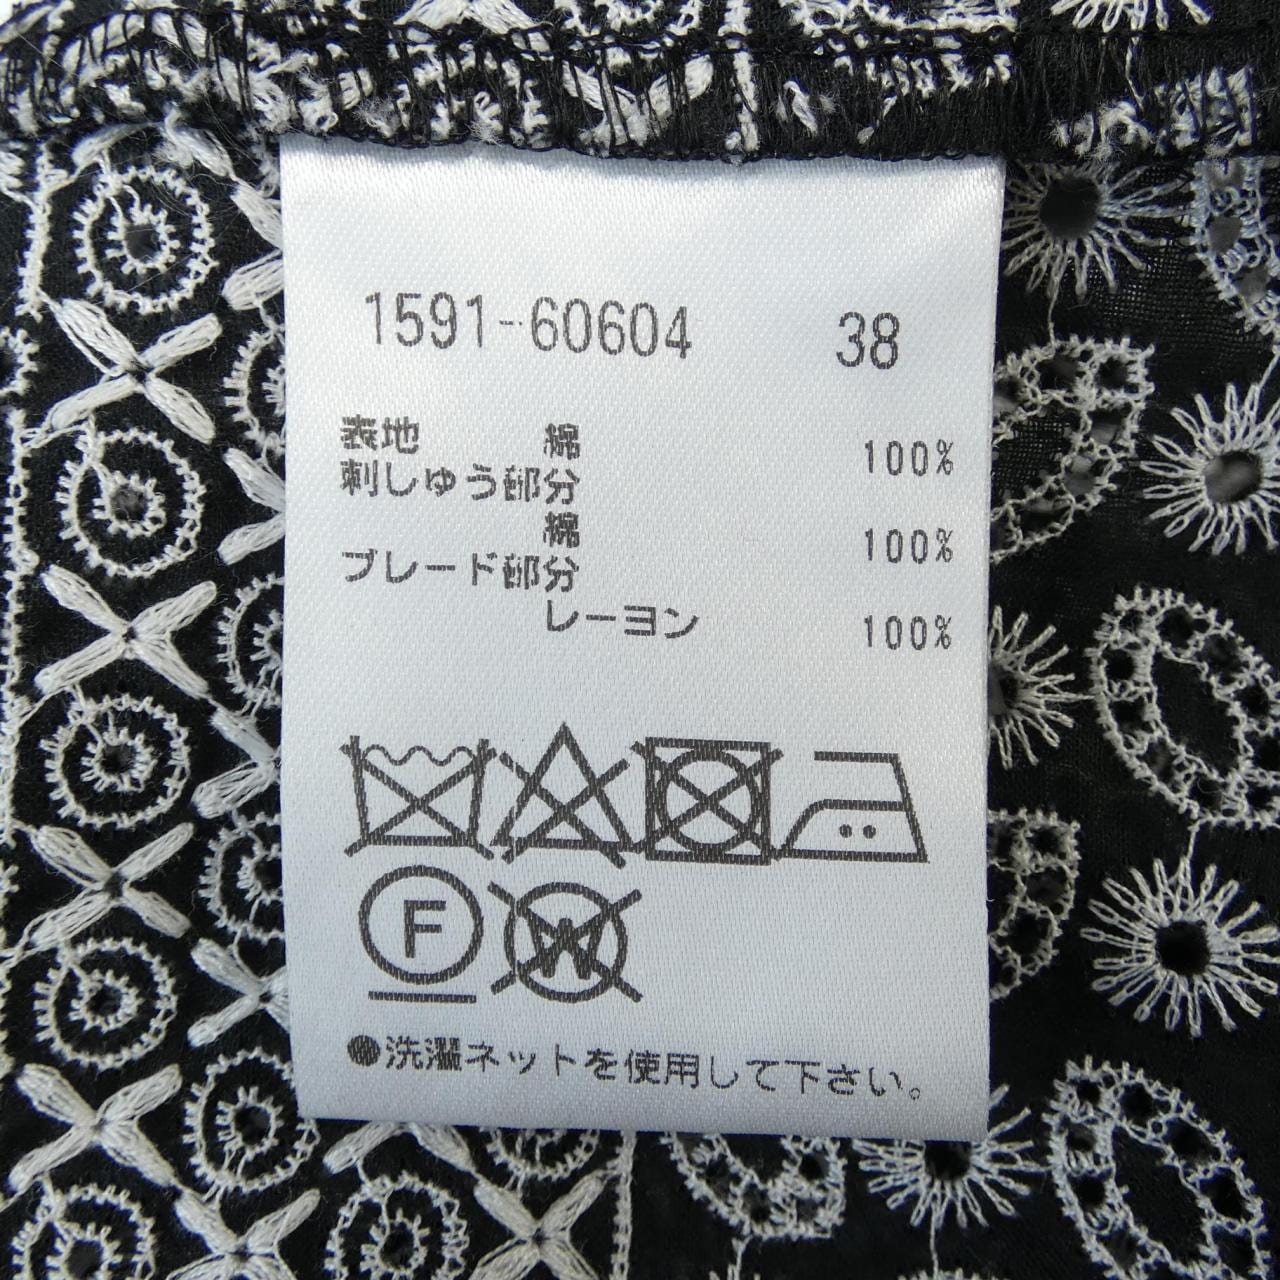 1591-60604 38
表地 綿 100%
刺しゅう部分
綿 100%
ブレード部分
レーヨン 100%
F W
●洗濯ネットを使用して下さい。